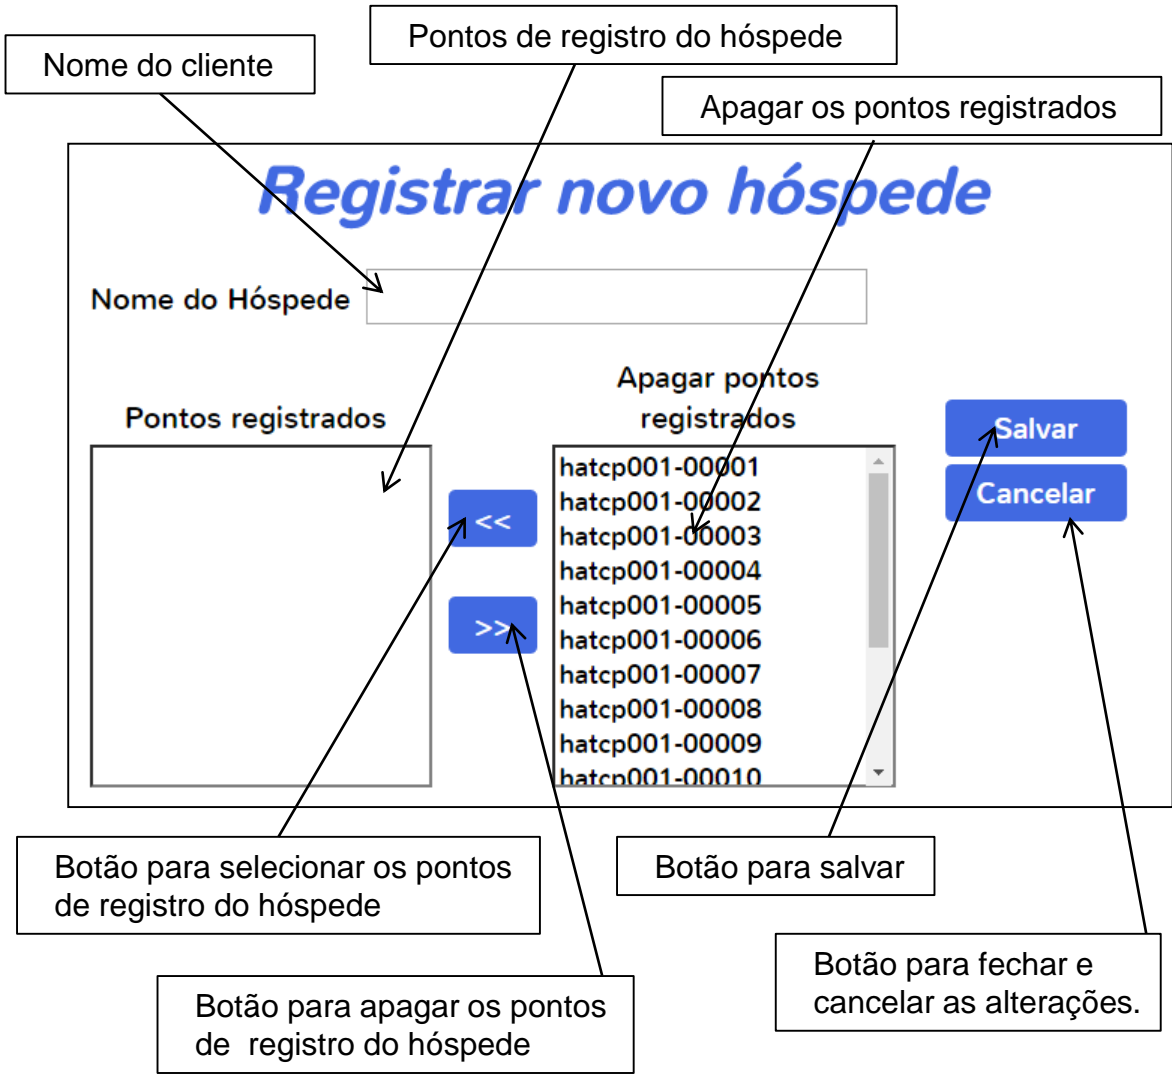 Pontos de registro do hóspede
Nome do cliente
Apagar os pontos registrados
Registrar novo hóspede
Nome do Hóspede
Apagar pontos
registrados
Pontos registrados
Salvar
Cancelar
<<
>>
hatcp001-00001
hatcp001-00002
hatcp001-00003
hatcp001-00004
hatcp001-00005
hatcp001-00006
hatcp001-00007
hatcp001-00008
hatcp001-00009
hatcp001-00010
Botão para selecionar os pontos
de registro do hóspede
Botão para salvar
Botão para fechar e
cancelar as alterações.
Botão para apagar os pontos
de registro do hóspede